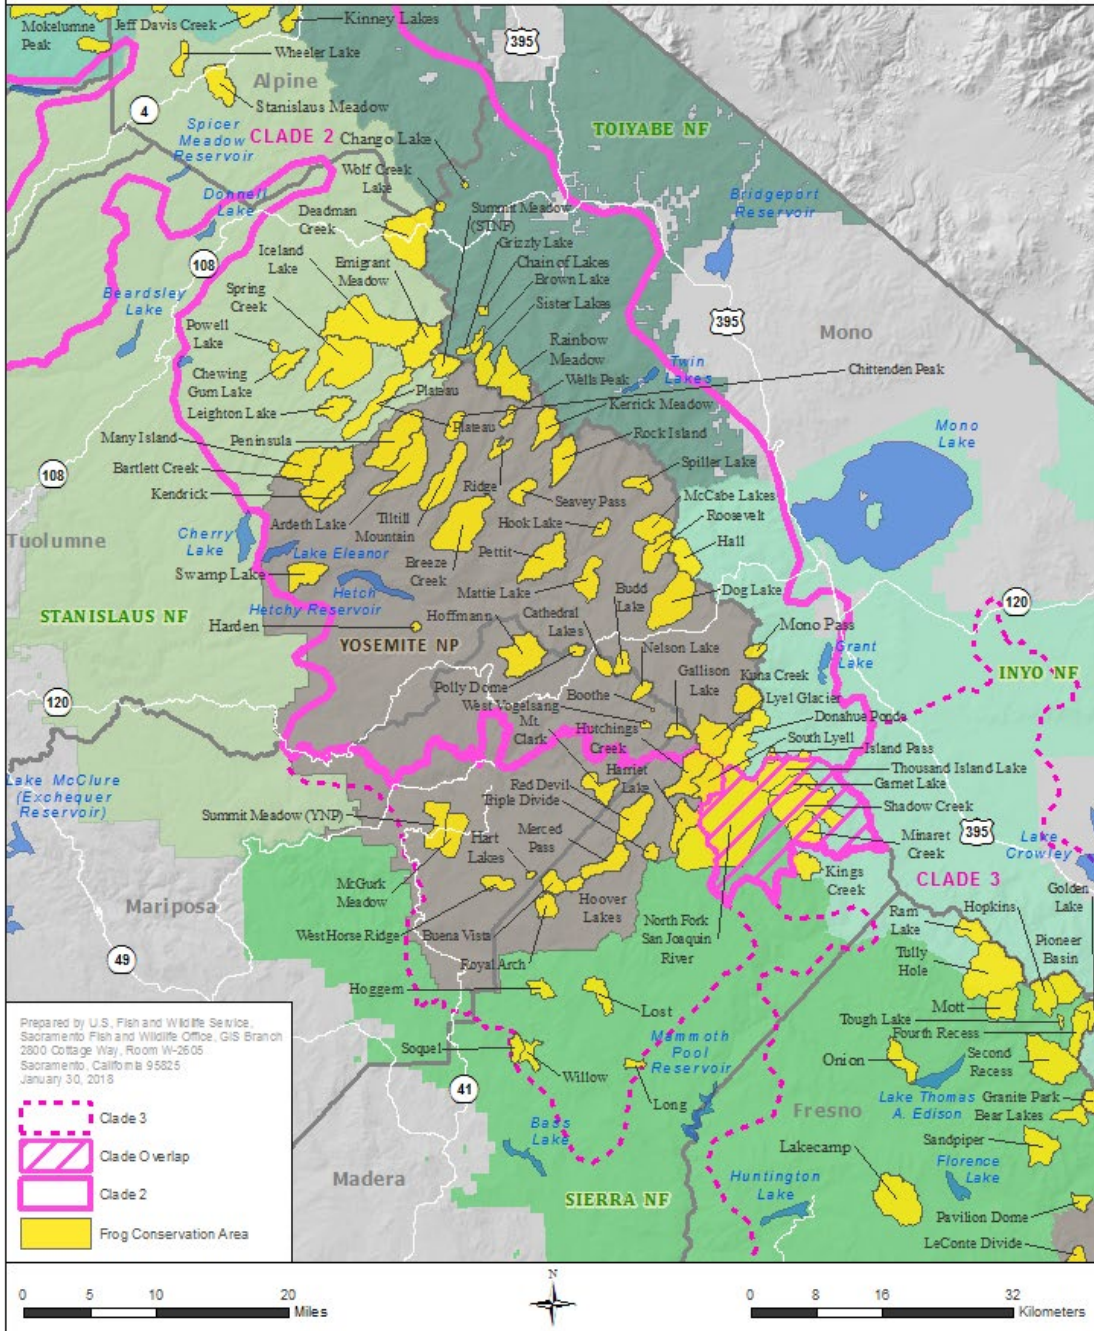 Mokelumne
Peak
Jeff Davis Creek
Kinney Lakes
395
Wheeler Lake
Alpine
Stanislaus Meadow
4
Spicer
Meadow
Reservoir
CLADE 2
Chango Lake
TOIYABE NF
Wolf Creek
Lake
Donnell
Lake
Deadman
Creek
Summit Meadow
(STNF)
Bridgeport
Reservoir
Grizzly Lake
Chain of Lakes
Brown Lake
Sister Lakes
Iceland
Lake
Emigrant
Meadow
108
Beardsley
Lake
Spring
Creek
395
Mono
Powell
Lake
Rainbow
Meadow
Twin
Lakes
Chittenden Peak
Chewing
Gum Lake
Plateau
Wells Peak
Leighton Lake
Plateau
Kerrick Meadow
Many Island
Peninsula
Rock Island
Mono
Lake
Bartlett Creek
Spiller Lake
108
Kendrick
Ridge
Seavey Pass
McCabe Lakes
Roosevelt
Ardeth Lake
Tiltill
Mountain
Hook Lake
Hall
Tuolumne
Cherry
Lake
Lake Eleanor
Breeze
Creek
Pettit
Swamp Lake
Hetch
Hetchy Reservoir
Mattie Lake
Budd
Lake
Dog Lake
120
STANISLAUS NF
Harden
Hoffmann
Cathedral
Lakes
Mono Pass
YOSEMITE NP
Nelson Lake
Grant
Lake
Gallison
Lake
Kuna Creek
INYO NF
Polly Dome
Boothe
Lyel Glacier
120
West Vogelsang
Donahue Ponds
Mt.
Clark
Hutchings
Creek
South Lyell
Island Pass
Lake McClure
(Exchequer
Reservoir)
Red Devil
Harriet
Lake
Thousand Island Lake
Garnet Lake
Triple Divide
Shadow Creek
Summit Meadow (YNP)
Hart
Lakes
Merced
Pass
Minaret
Creek
395
Lake
Crowley
McGurk
Meadow
Kings
Creek
CLADE 3
Golden
Lake
Mariposa
Hoover
Lakes
Hopkins
West Horse Ridge
Buena Vista
North Fork
San Joaquin
River
Ram
Lake
Pioneer
Basin
49
Royal Arch
Tully
Hole
Hoggem
Lost
Mott
Tough Lake
Fourth Recess
Soquel
Mammoth
Pool
Reservoir
Onion
Second
Recess
Willow
41
Long
Lake Thomas
A. Edison
Granite Park
Bear Lakes
Fresno
Bass
Lake
Lakecamp
Sandpiper
Florence
Lake
Madera
Huntington
Lake
SIERRA NF
Pavilion Dome
LeConte Divide
Prepared by U.S. Fish and Wildlife Service,
Sacramento Fish and Wildlife Office, GIS Branch
2800 Cottage Way, Room W-2605
Sacramento, California 95825
January 30, 2018
Clade 3
Clade Overlap
Clade 2
Frog Conservation Area
0 5 10 20
Miles
N
0 8 16 32
Kilometers